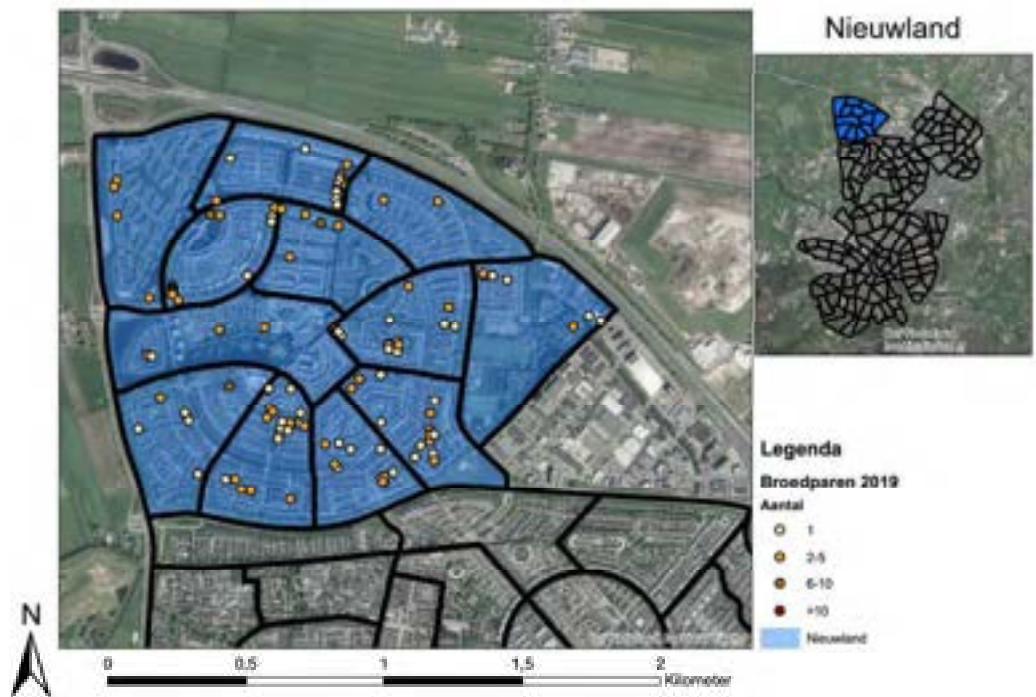 Nieuwland
Legenda
Broedparen 2019
Aantal
1
2-5
6-10
>10
Nieuwland
N
0 0,5 1 1,5 2
Kilometer